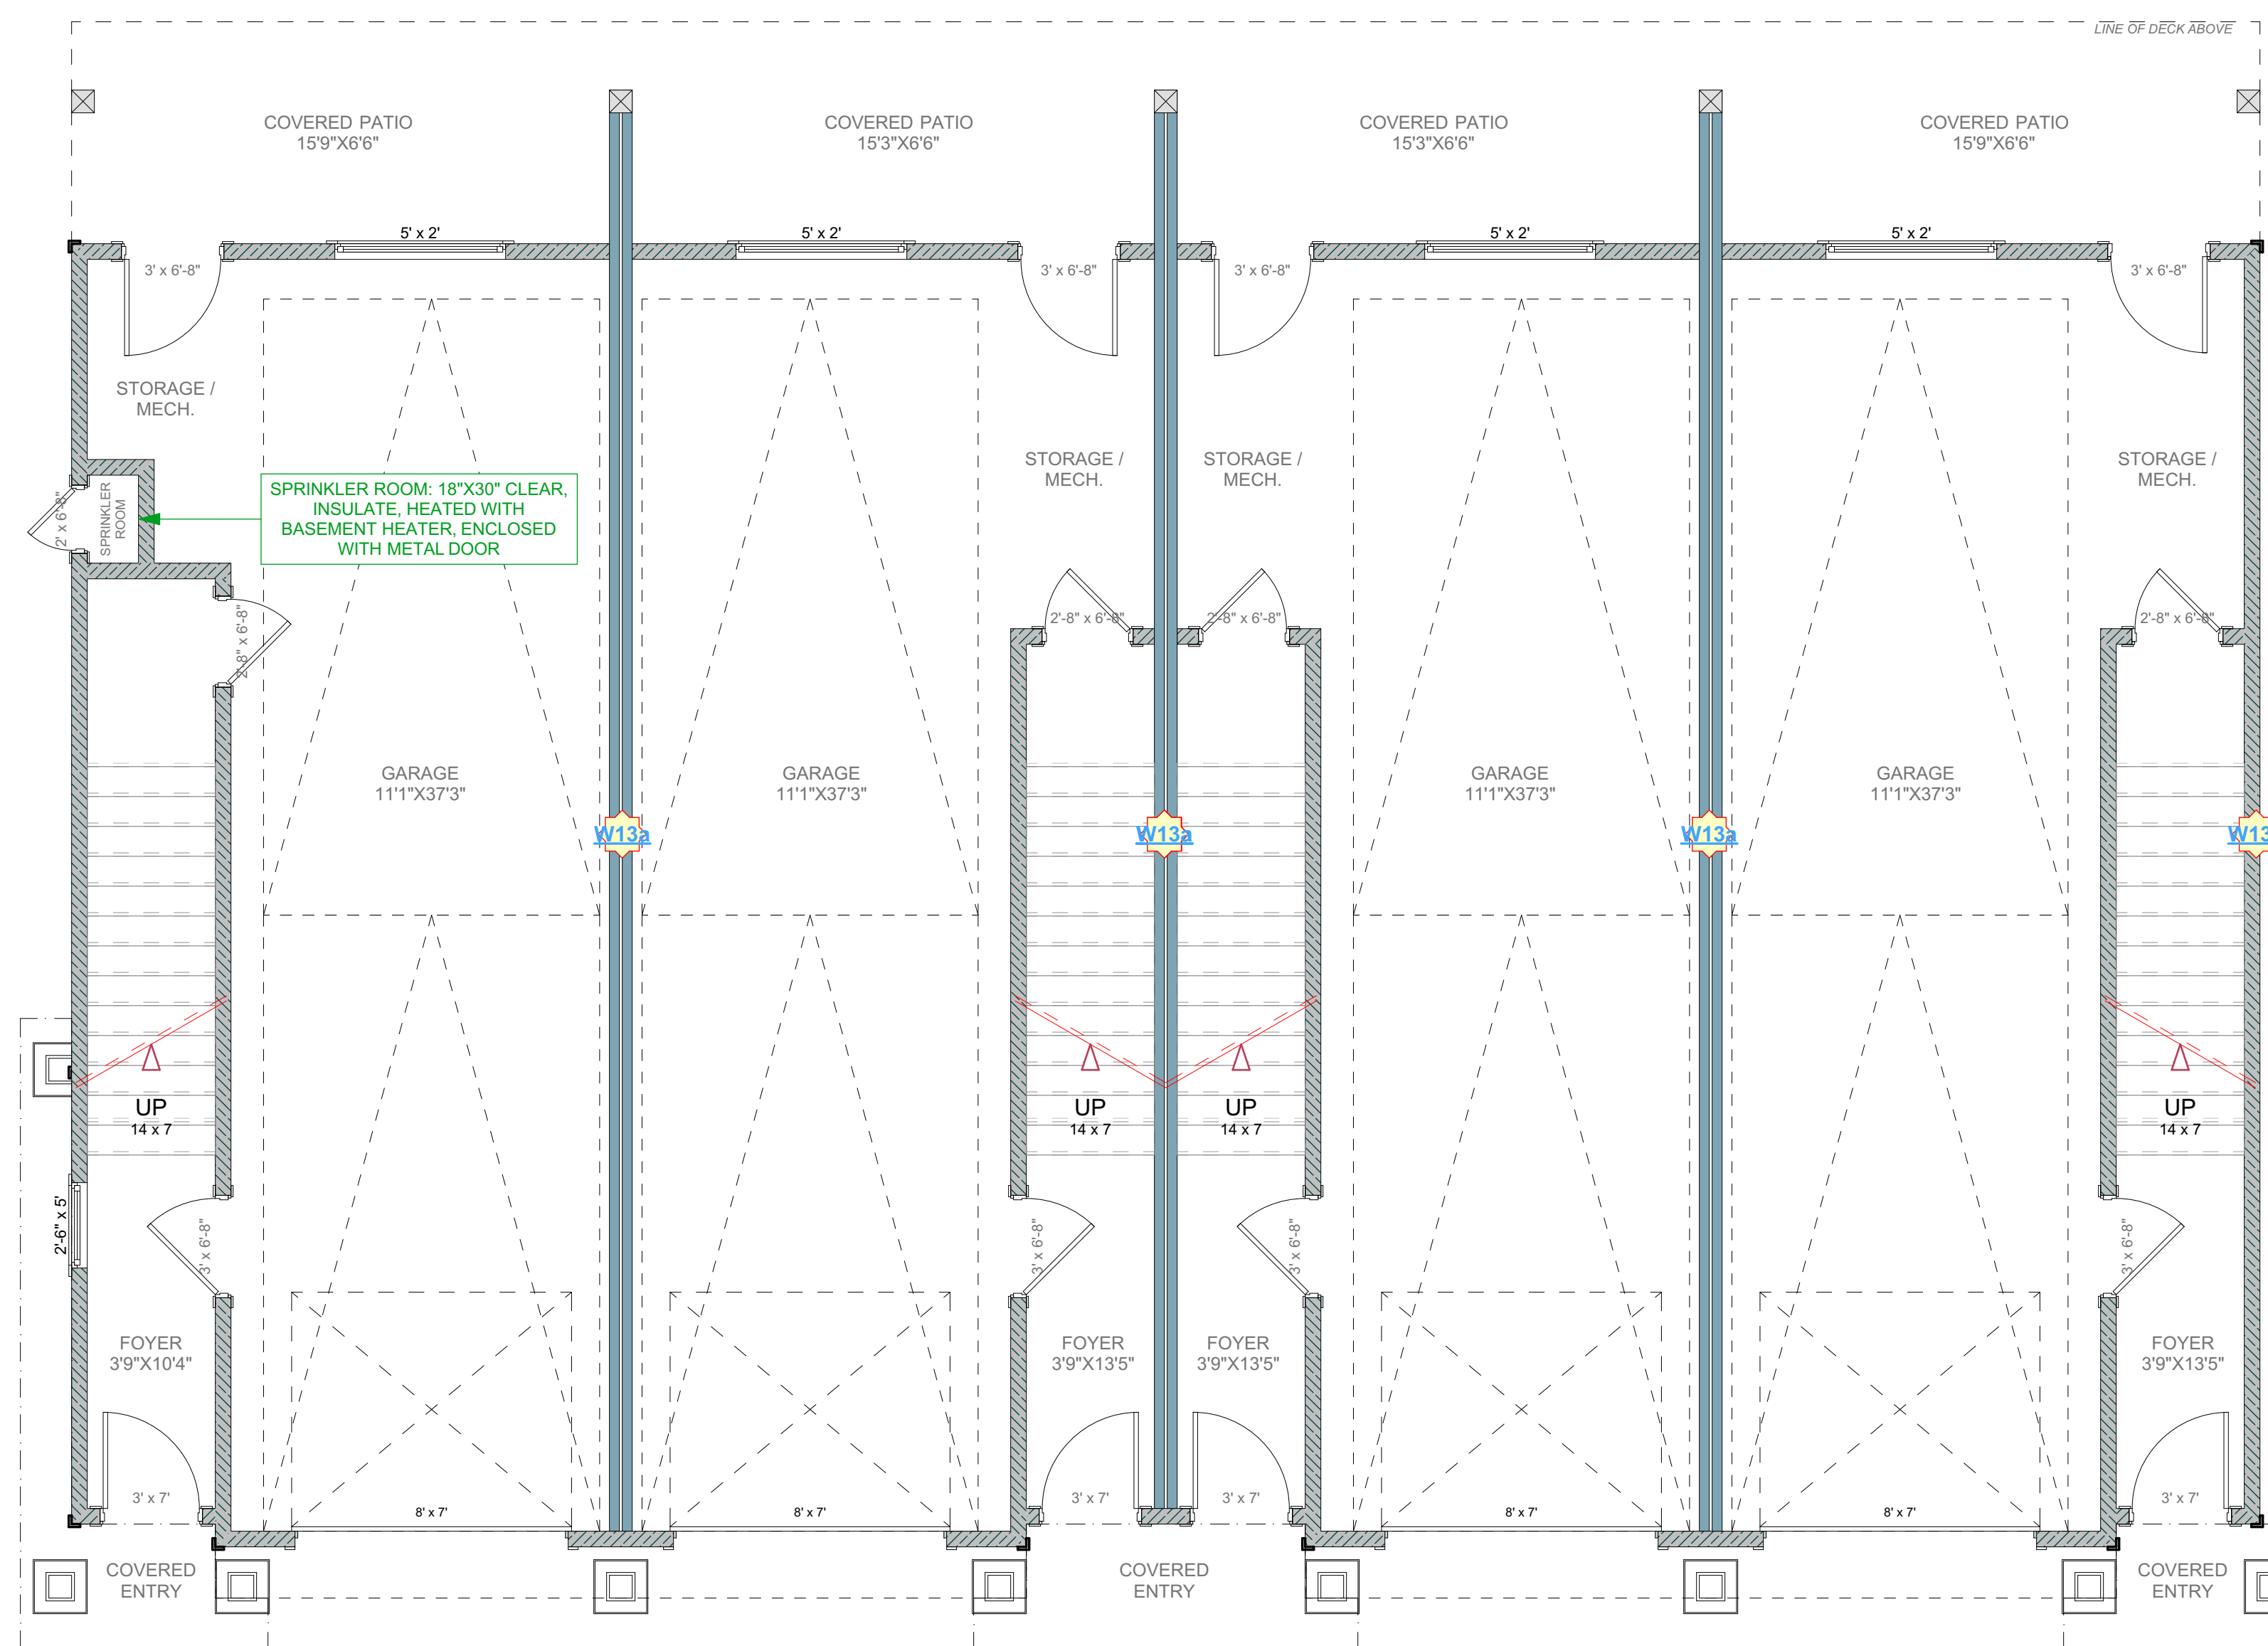 LINE OF DECK ABOVE
COVERED PATIO
15'9"X6'6"
COVERED PATIO
15'3"X6'6"
COVERED PATIO
15'3"X6'6"
COVERED PATIO
15'9"X6'6"
5' x 2'
5' x 2'
5' x 2'
5' x 2'
3' x 6'-8"
3' x 6'-8"
3' x 6'-8"
3' x 6'-8"
STORAGE /
MECH.
STORAGE /
MECH.
STORAGE /
MECH.
STORAGE /
MECH.
2' x 6'-8"
SPRINKLER
ROOM
SPRINKLER ROOM: 18"X30" CLEAR,
INSULATE, HEATED WITH
BASEMENT HEATER, ENCLOSED
WITH METAL DOOR
2'-8" x 6'-8"
2'-8" x 6'-8"
2'-8" x 6'-8"
2'-8" x 6'-8"
GARAGE
11'1"X37'3"
GARAGE
11'1"X37'3"
GARAGE
11'1"X37'3"
GARAGE
11'1"X37'3"
W13a
W13a
W13a
W13
UP
14 x 7
UP
14 x 7
UP
14 x 7
UP
14 x 7
2'-6" x 5'
3' x 6'-8"
3' x 6'-8"
3' x 6'-8"
3' x 6'-8"
FOYER
3'9"X10'4"
FOYER
3'9"X13'5"
FOYER
3'9"X13'5"
FOYER
3'9"X13'5"
3' x 7'
8' x 7'
8' x 7'
3' x 7'
3' x 7'
8' x 7'
8' x 7'
3' x 7'
COVERED
ENTRY
COVERED
ENTRY
COVERED
ENTRY